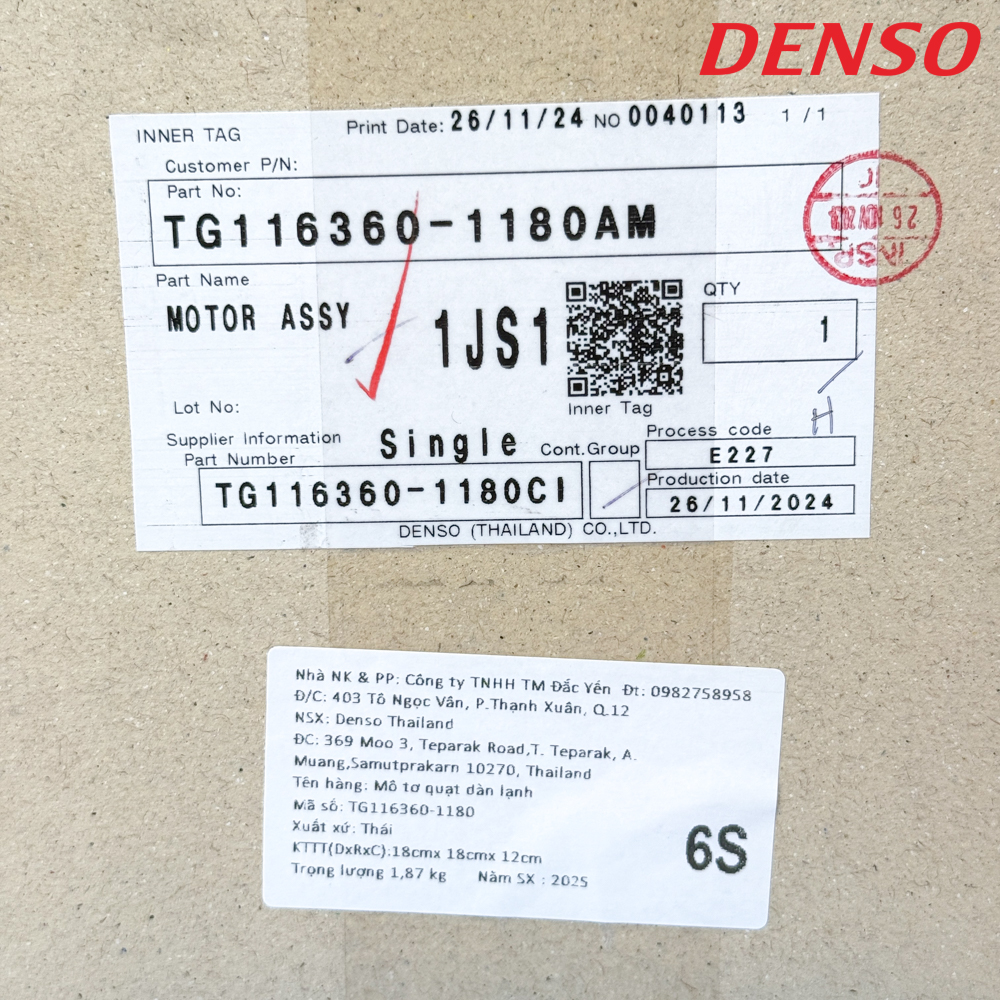 DENSO
INNER TAG Print Date: 26/11/24 NO 0040113 1 / 1
Customer P/N:
Part No:
TG116360-1180AM
Part Name
MOTOR ASSY
1JS1
QTY
1
Inner Tag
Lot No:
H
Supplier Information
Part Number
Single
Cont.Group
Process code
E227
TG116360-1180CI
Production date
26/11/2024
DENSO (THAILAND) CO.,LTD.
Nhà NK & PP: Công ty TNHH TM Đắc Yến Đt: 0982758958
Đ/C: 403 Tô Ngọc Vân, P.Thạnh Xuân, Q.12
NSX: Denso Thailand
ĐC: 369 Moo 3, Teparak Road,T. Teparak, A.
Muang,Samutprakarn 10270, Thailand
Tên hàng: Mô tơ quạt dàn lạnh
Mã số: TG116360-1180
Xuất xứ: Thái
KTTT(DxRxC):18cmx 18cmx 12cm
Trọng lượng 1,87 kg Năm SX : 2025
6S